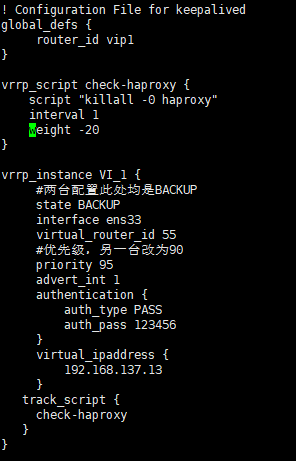 ! Configuration File for keepalived
global_defs {
     router_id vip1
}

vrrp_script check-haproxy {
    script "killall -0 haproxy"
    interval 1
    weight -20
}

vrrp_instance VI_1 {
     #两台配置此处均是BACKUP
     state BACKUP
     interface ens33
     virtual_router_id 55
     #优先级，另一台改为90
     priority 95
     advert_int 1
     authentication {
         auth_type PASS
         auth_pass 123456
     }
     virtual_ipaddress {
         192.168.137.13
     }
   track_script {
     check-haproxy
   }
}